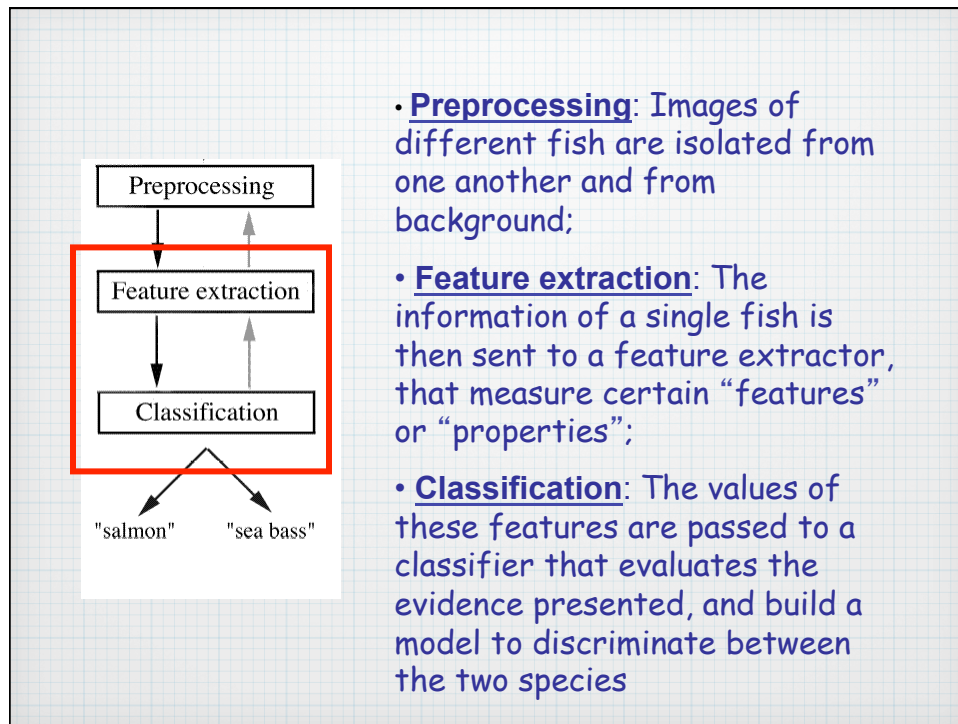 Preprocessing
Feature extraction
Classification
"salmon" "sea bass"
• Preprocessing: Images of
different fish are isolated from
one another and from
background;
• Feature extraction: The
information of a single fish is
then sent to a feature extractor,
that measure certain “features”
or “properties”;
• Classification: The values of
these features are passed to a
classifier that evaluates the
evidence presented, and build a
model to discriminate between
the two species